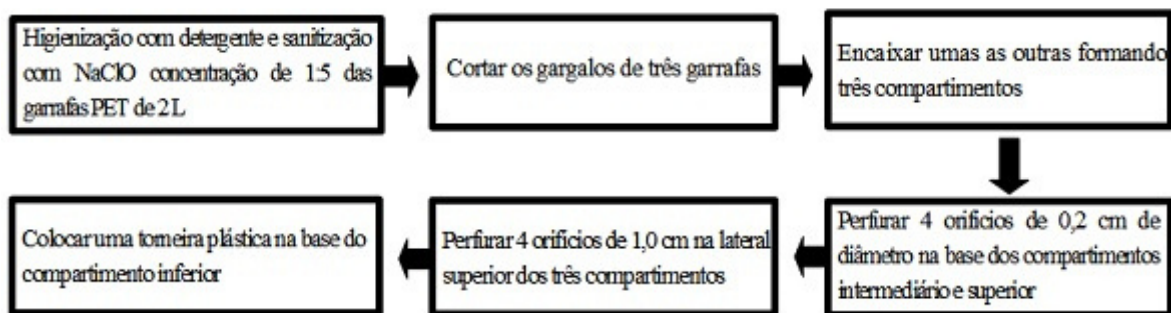 Higienização com detergente e sanitização
com NaClO concentração de 1:5 das
garrafas PET de 2 L
Cortar os gargalos de três garrafas
Encaixar umas as outras formando
três compartimentos
Perfurar 4 orifícios de 0,2 cm de
diâmetro na base dos compartimentos
intermediário e superior
Perfurar 4 orifícios de 1,0 cm na lateral
superior dos três compartimentos
Colocar uma torneira plástica na base do
compartimento inferior